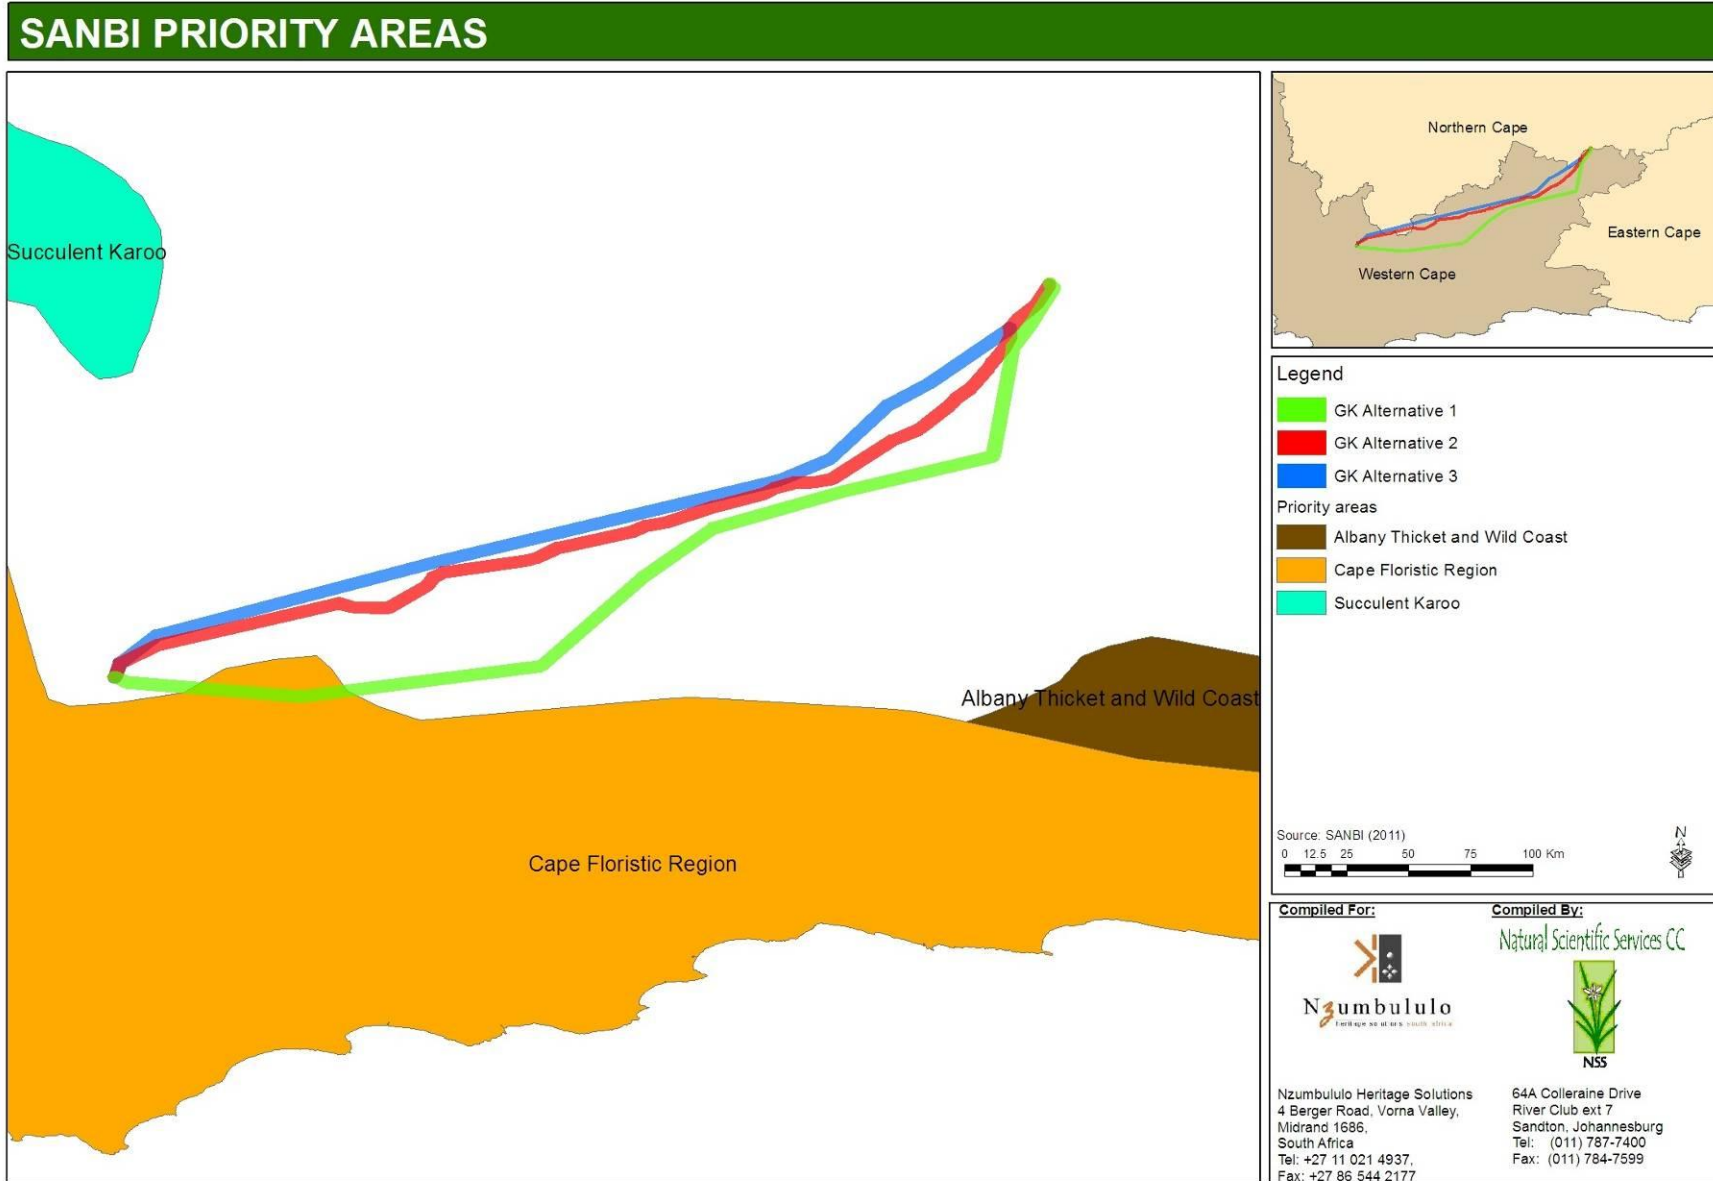 SANBI PRIORITY AREAS
Succulent Karoo
Albany Thicket and Wild Coast
Cape Floristic Region
Northern Cape
Eastern Cape
Western Cape
Legend
GK Alternative 1
GK Alternative 2
GK Alternative 3
Priority areas
Albany Thicket and Wild Coast
Cape Floristic Region
Succulent Karoo
Source: SANBI (2011)
0 12.5 25 50 75 100 Km
N
Compiled For:
Nzumbululo
heritage solutions south africa
Nzumbululo Heritage Solutions
4 Berger Road, Vorna Valley,
Midrand 1686,
South Africa
Tel: +27 11 021 4937,
Fax: +27 86 544 2177
Compiled By:
Natural Scientific Services CC
NSS
64A Colleraine Drive
River Club ext 7
Sandton, Johannesburg
Tel: (011) 787-7400
Fax: (011) 784-7599